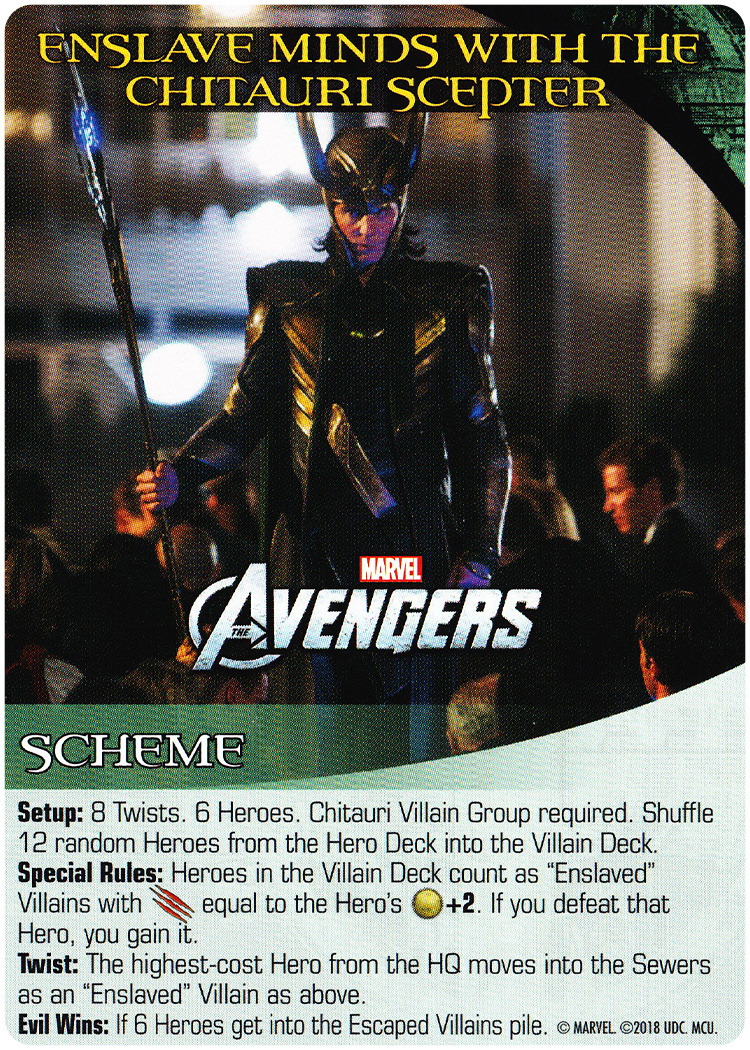 ENSLAVE MINDS WITH THE
CHITAURI SCEPTER
MARVEL
THE AVENGERS
SCHEME
Setup: 8 Twists. 6 Heroes. Chitauri Villain Group required. Shuffle
12 random Heroes from the Hero Deck into the Villain Deck.
Special Rules: Heroes in the Villain Deck count as “Enslaved”
Villains with equal to the Hero’s +2. If you defeat that
Hero, you gain it.
Twist: The highest-cost Hero from the HQ moves into the Sewers
as an “Enslaved” Villain as above.
Evil Wins: If 6 Heroes get into the Escaped Villains pile. © MARVEL. ©2018 UDC. MCU.